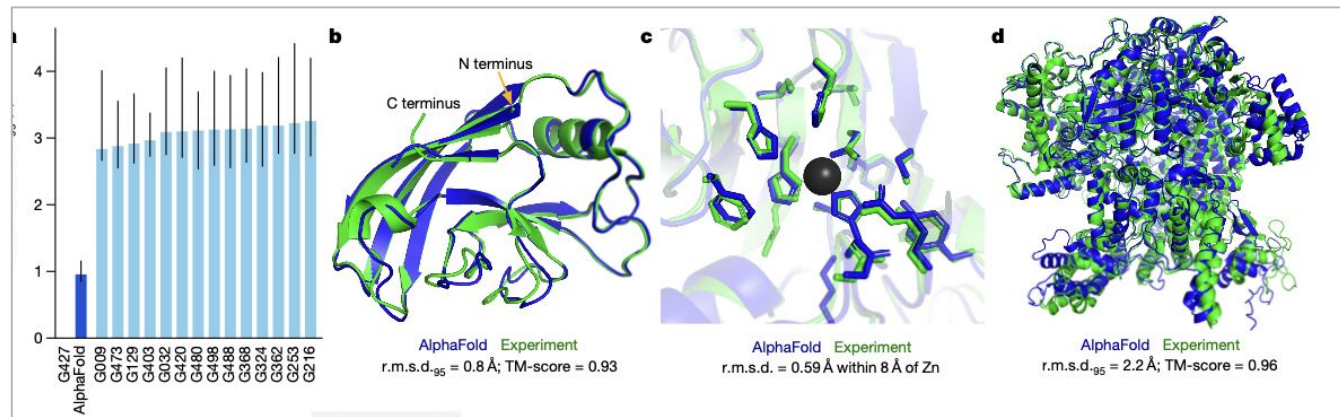 b
c
d
4
3
2
1
0
N terminus
C terminus
G427
AlphaFold
G009
G473
G129
G403
G032
G420
G480
G498
G488
G368
G324
G362
G253
G216
AlphaFold Experiment
r.m.s.d.95 = 0.8 Å; TM-score = 0.93
AlphaFold Experiment
r.m.s.d. = 0.59 Å within 8 Å of Zn
AlphaFold Experiment
r.m.s.d.95 = 2.2 Å; TM-score = 0.96